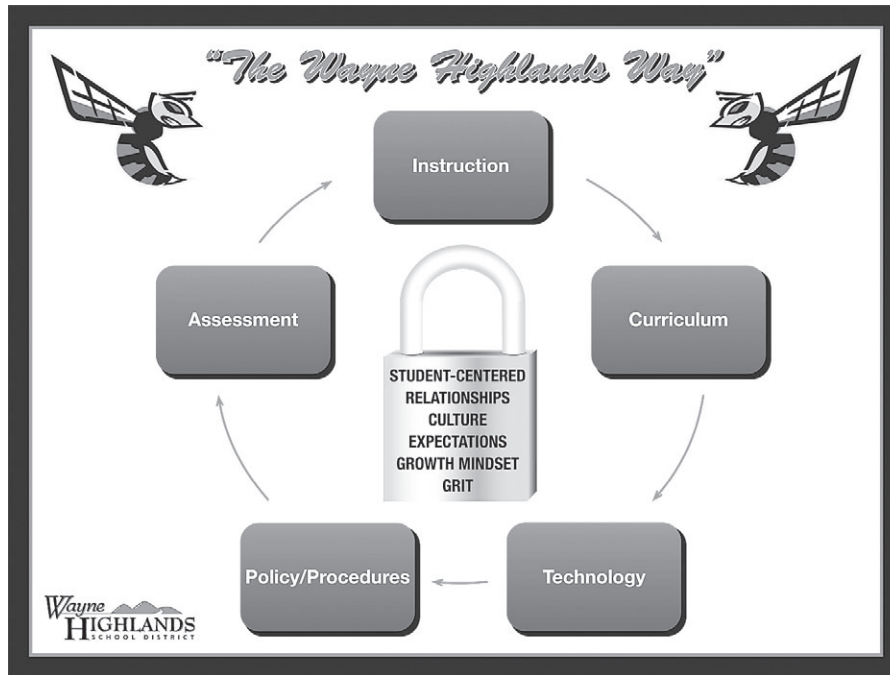 “The Wayne Highlands Way”
Instruction
Assessment
Curriculum
STUDENT-CENTERED
RELATIONSHIPS
CULTURE
EXPECTATIONS
GROWTH MINDSET
GRIT
Policy/Procedures
Technology
Wayne
HIGHLANDS
SCHOOL DISTRICT